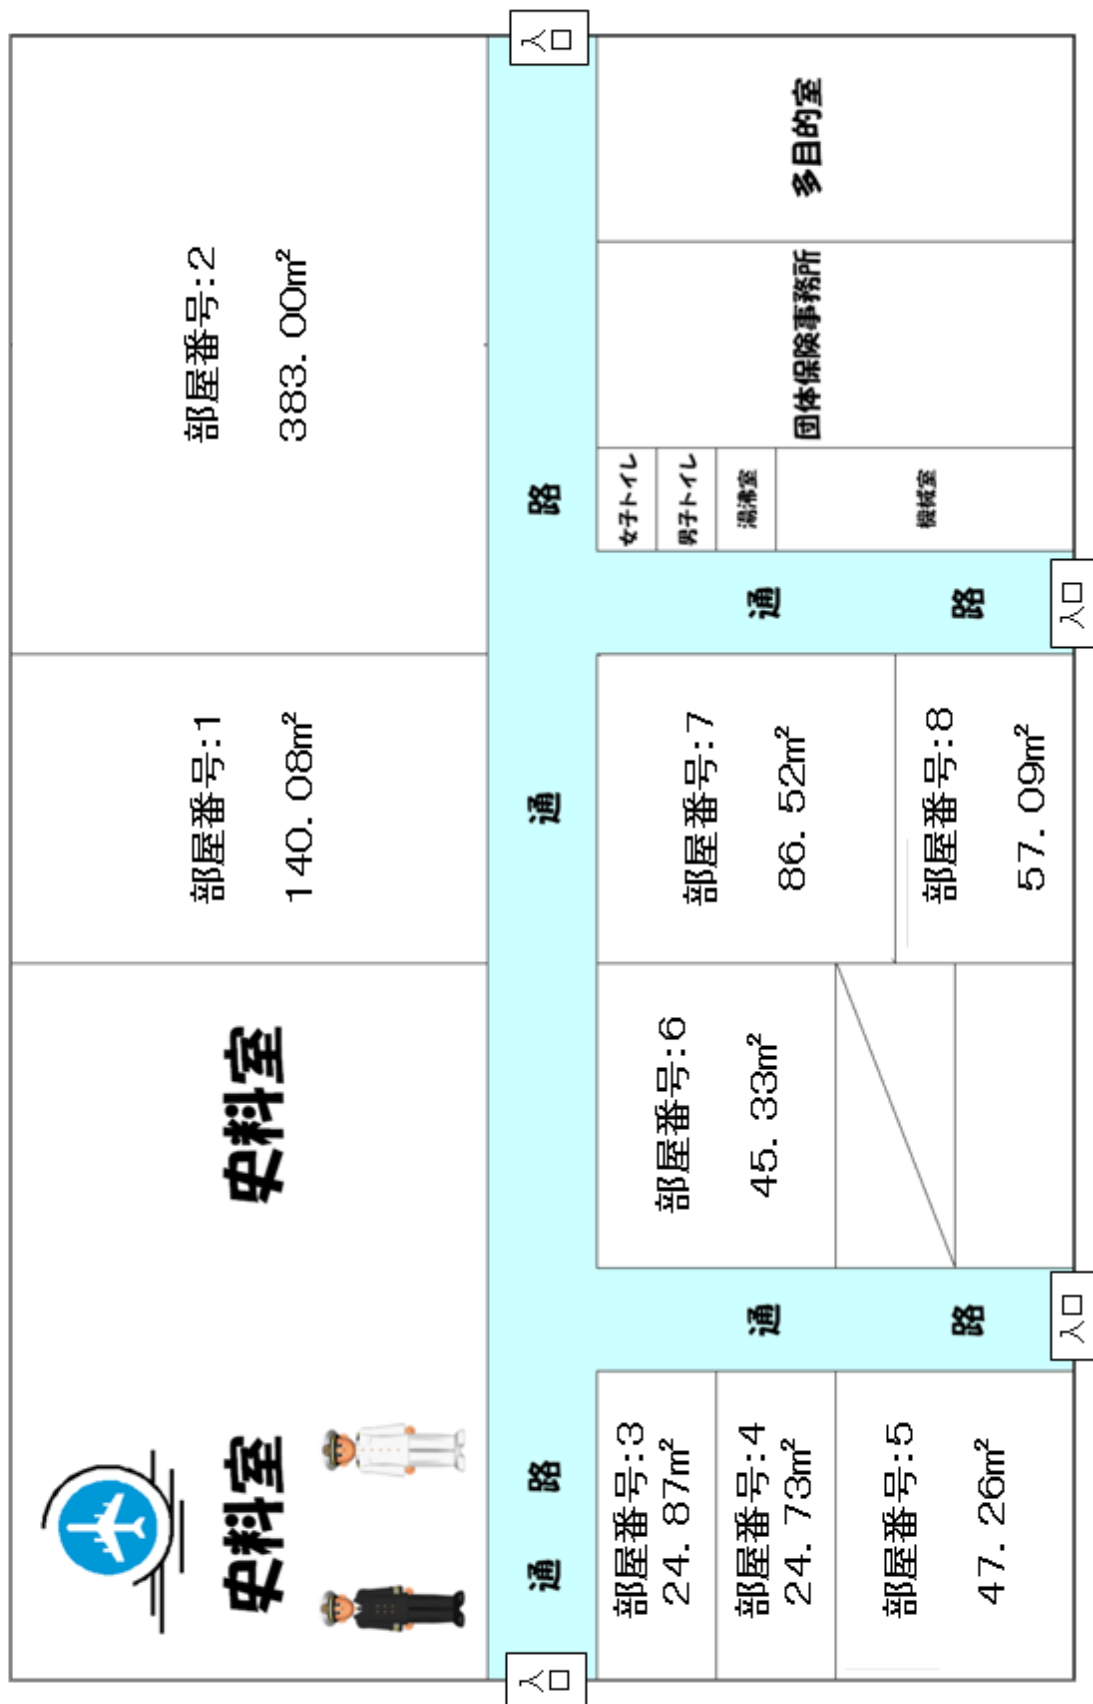 史料室
史料室
部屋番号:1
140.08m²
部屋番号:2
383.00m²
入口
通路
通路
入口
部屋番号:3
24.87m²
部屋番号:4
24.73m²
部屋番号:5
47.26m²
通路
入口
部屋番号:6
45.33m²
部屋番号:7
86.52m²
部屋番号:8
57.09m²
通路
入口
女子トイレ
男子トイレ
湯沸室
機械室
団体保険事務所
多目的室